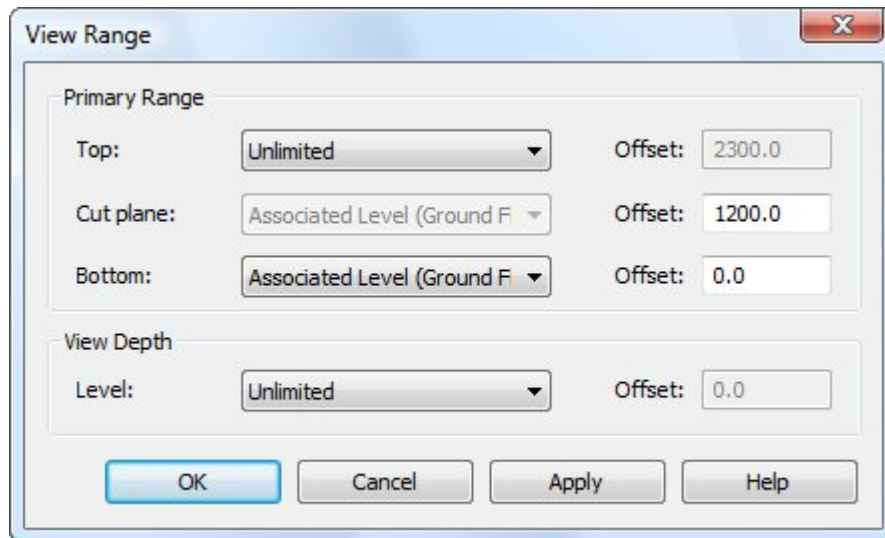 View Range
Primary Range
Top: Unlimited Offset: 2300.0
Cut plane: Associated Level (Ground F Offset: 1200.0
Bottom: Associated Level (Ground F Offset: 0.0
View Depth
Level: Unlimited Offset: 0.0
OK Cancel Apply Help